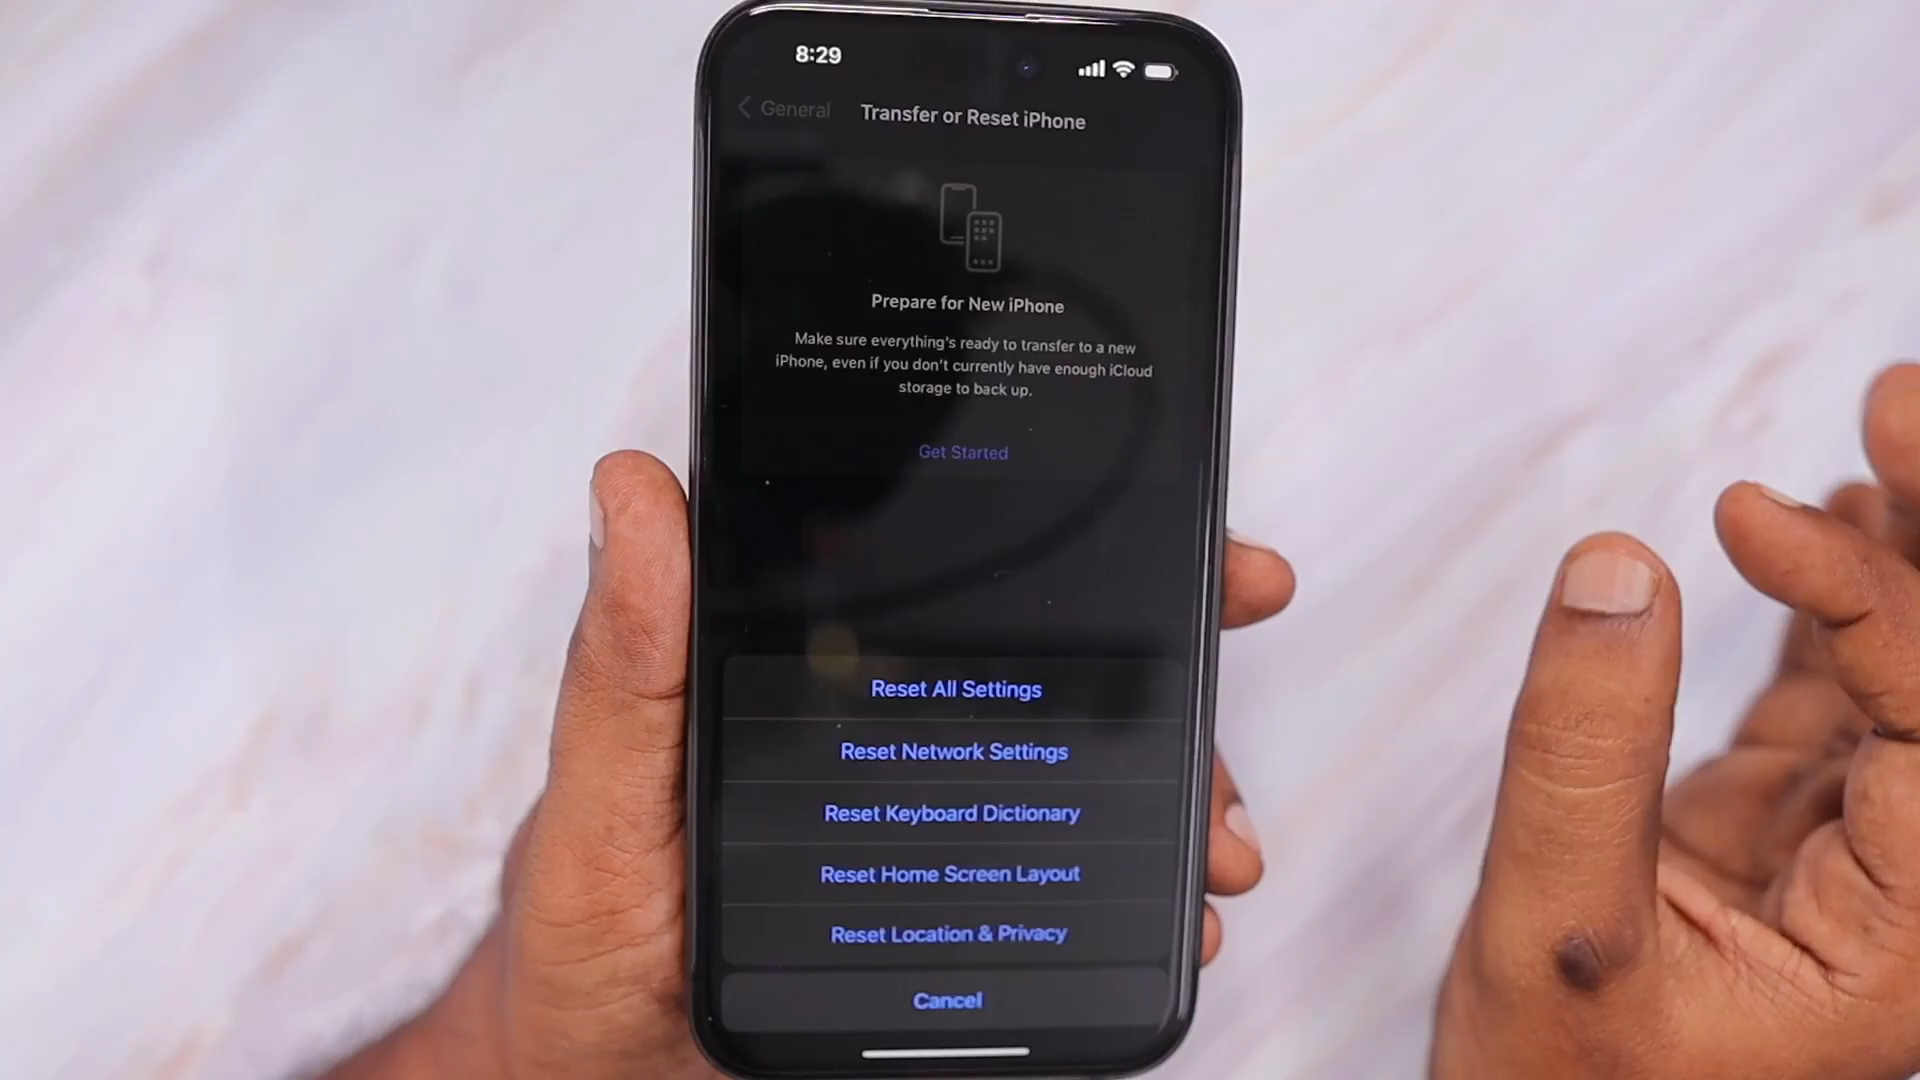 8:29
General
Transfer or Reset iPhone
Prepare for New iPhone
Make sure everything's ready to transfer to a new
iPhone, even if you don't currently have enough iCloud
storage to back up.
Get Started
Reset All Settings
Reset Network Settings
Reset Keyboard Dictionary
Reset Home Screen Layout
Reset Location & Privacy
Cancel